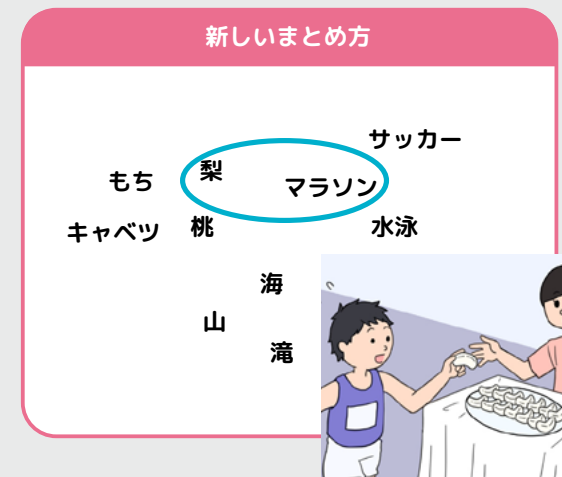 新しいまとめ方
サッカー
もち
梨
マラソン
キャベツ
桃
水泳
海
山
滝